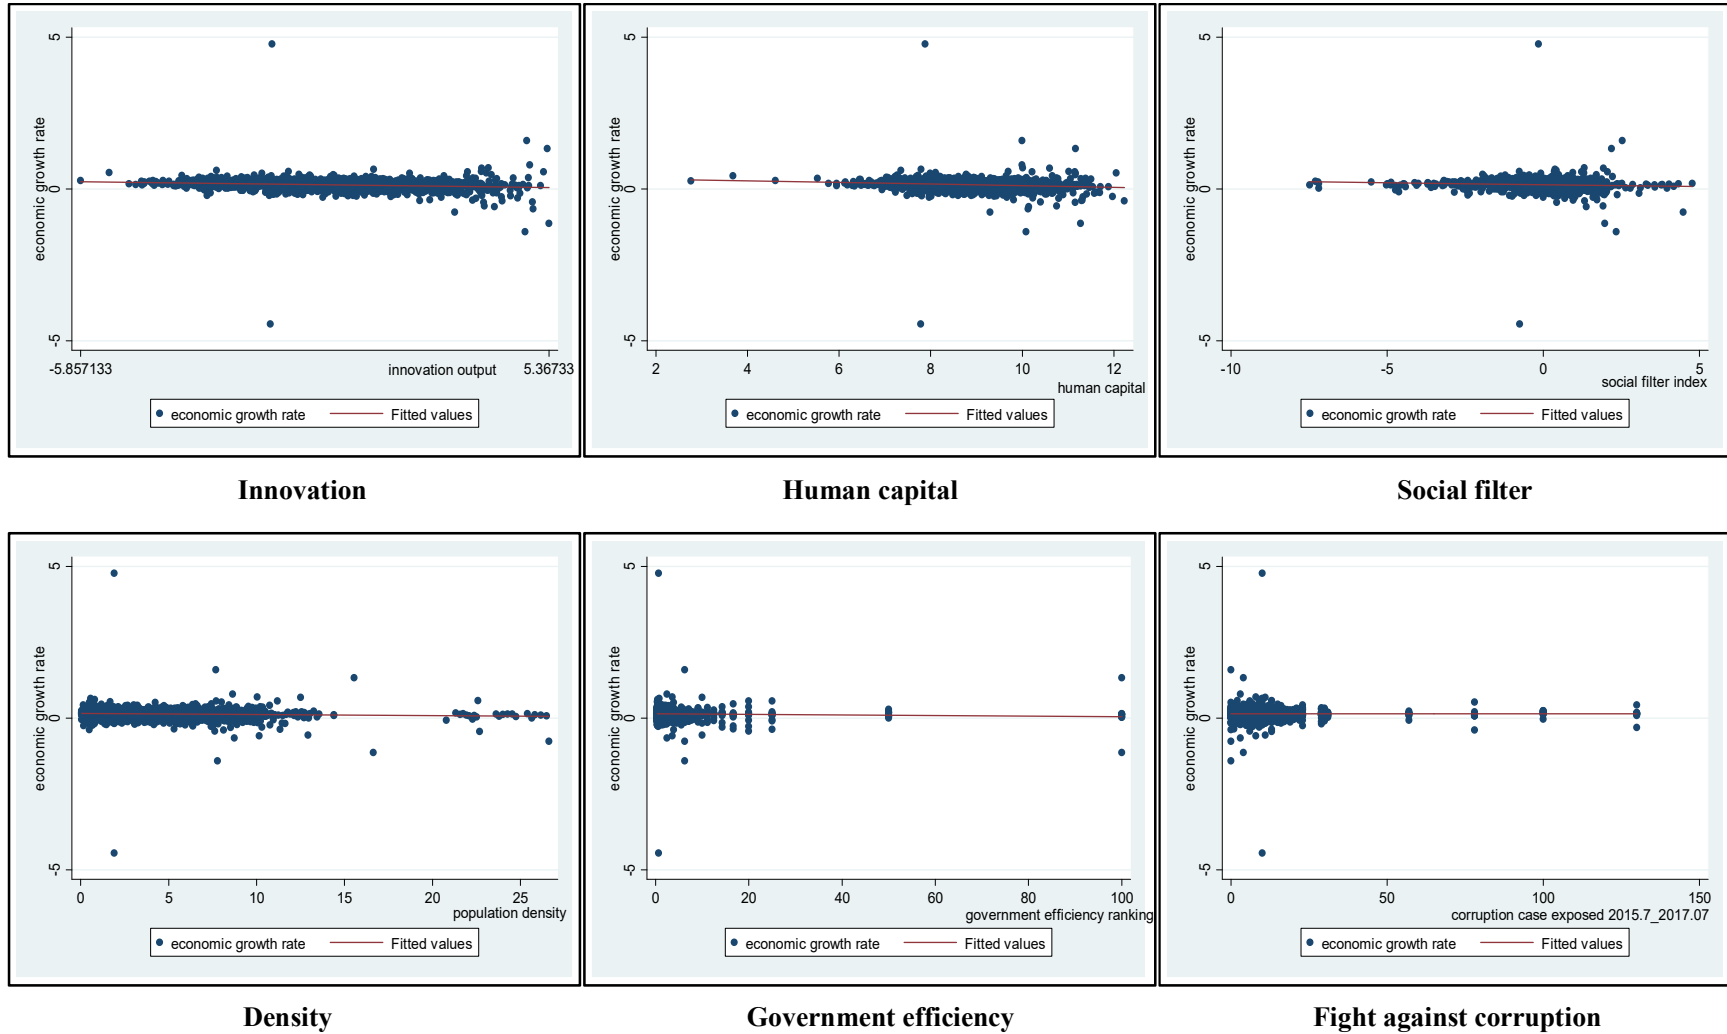 economic growth rate
5
0
-5
-5.857133
5.36733
innovation output
economic growth rate
Fitted values
Innovation
economic growth rate
5
0
-5
2
4
6
8
10
12
human capital
economic growth rate
Fitted values
Human capital
economic growth rate
5
0
-5
-10
-5
0
5
social filter index
economic growth rate
Fitted values
Social filter
economic growth rate
5
0
-5
0
5
10
15
20
25
population density
economic growth rate
Fitted values
Density
economic growth rate
5
0
-5
0
20
40
60
80
100
government efficiency ranking
economic growth rate
Fitted values
Government efficiency
economic growth rate
5
0
-5
0
50
100
150
corruption case exposed 2015.7_2017.07
economic growth rate
Fitted values
Fight against corruption